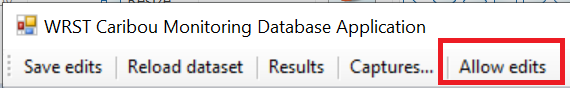 WRST Caribou Monitoring Database Application
Save edits Reload dataset Results Captures... Allow edits